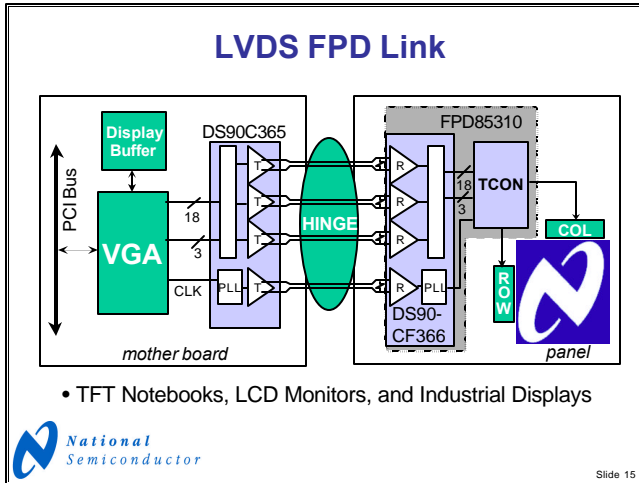 LVDS FPD Link
Display
Buffer
DS90C365
FPD85310
PCI Bus
VGA
18
3
CLK
PLL
T
T
T
T
HINGE
R
R
R
R
PLL
18
3
TCON
COL
ROW
DS90-
CF366
mother board
panel
• TFT Notebooks, LCD Monitors, and Industrial Displays
National
Semiconductor
Slide 15